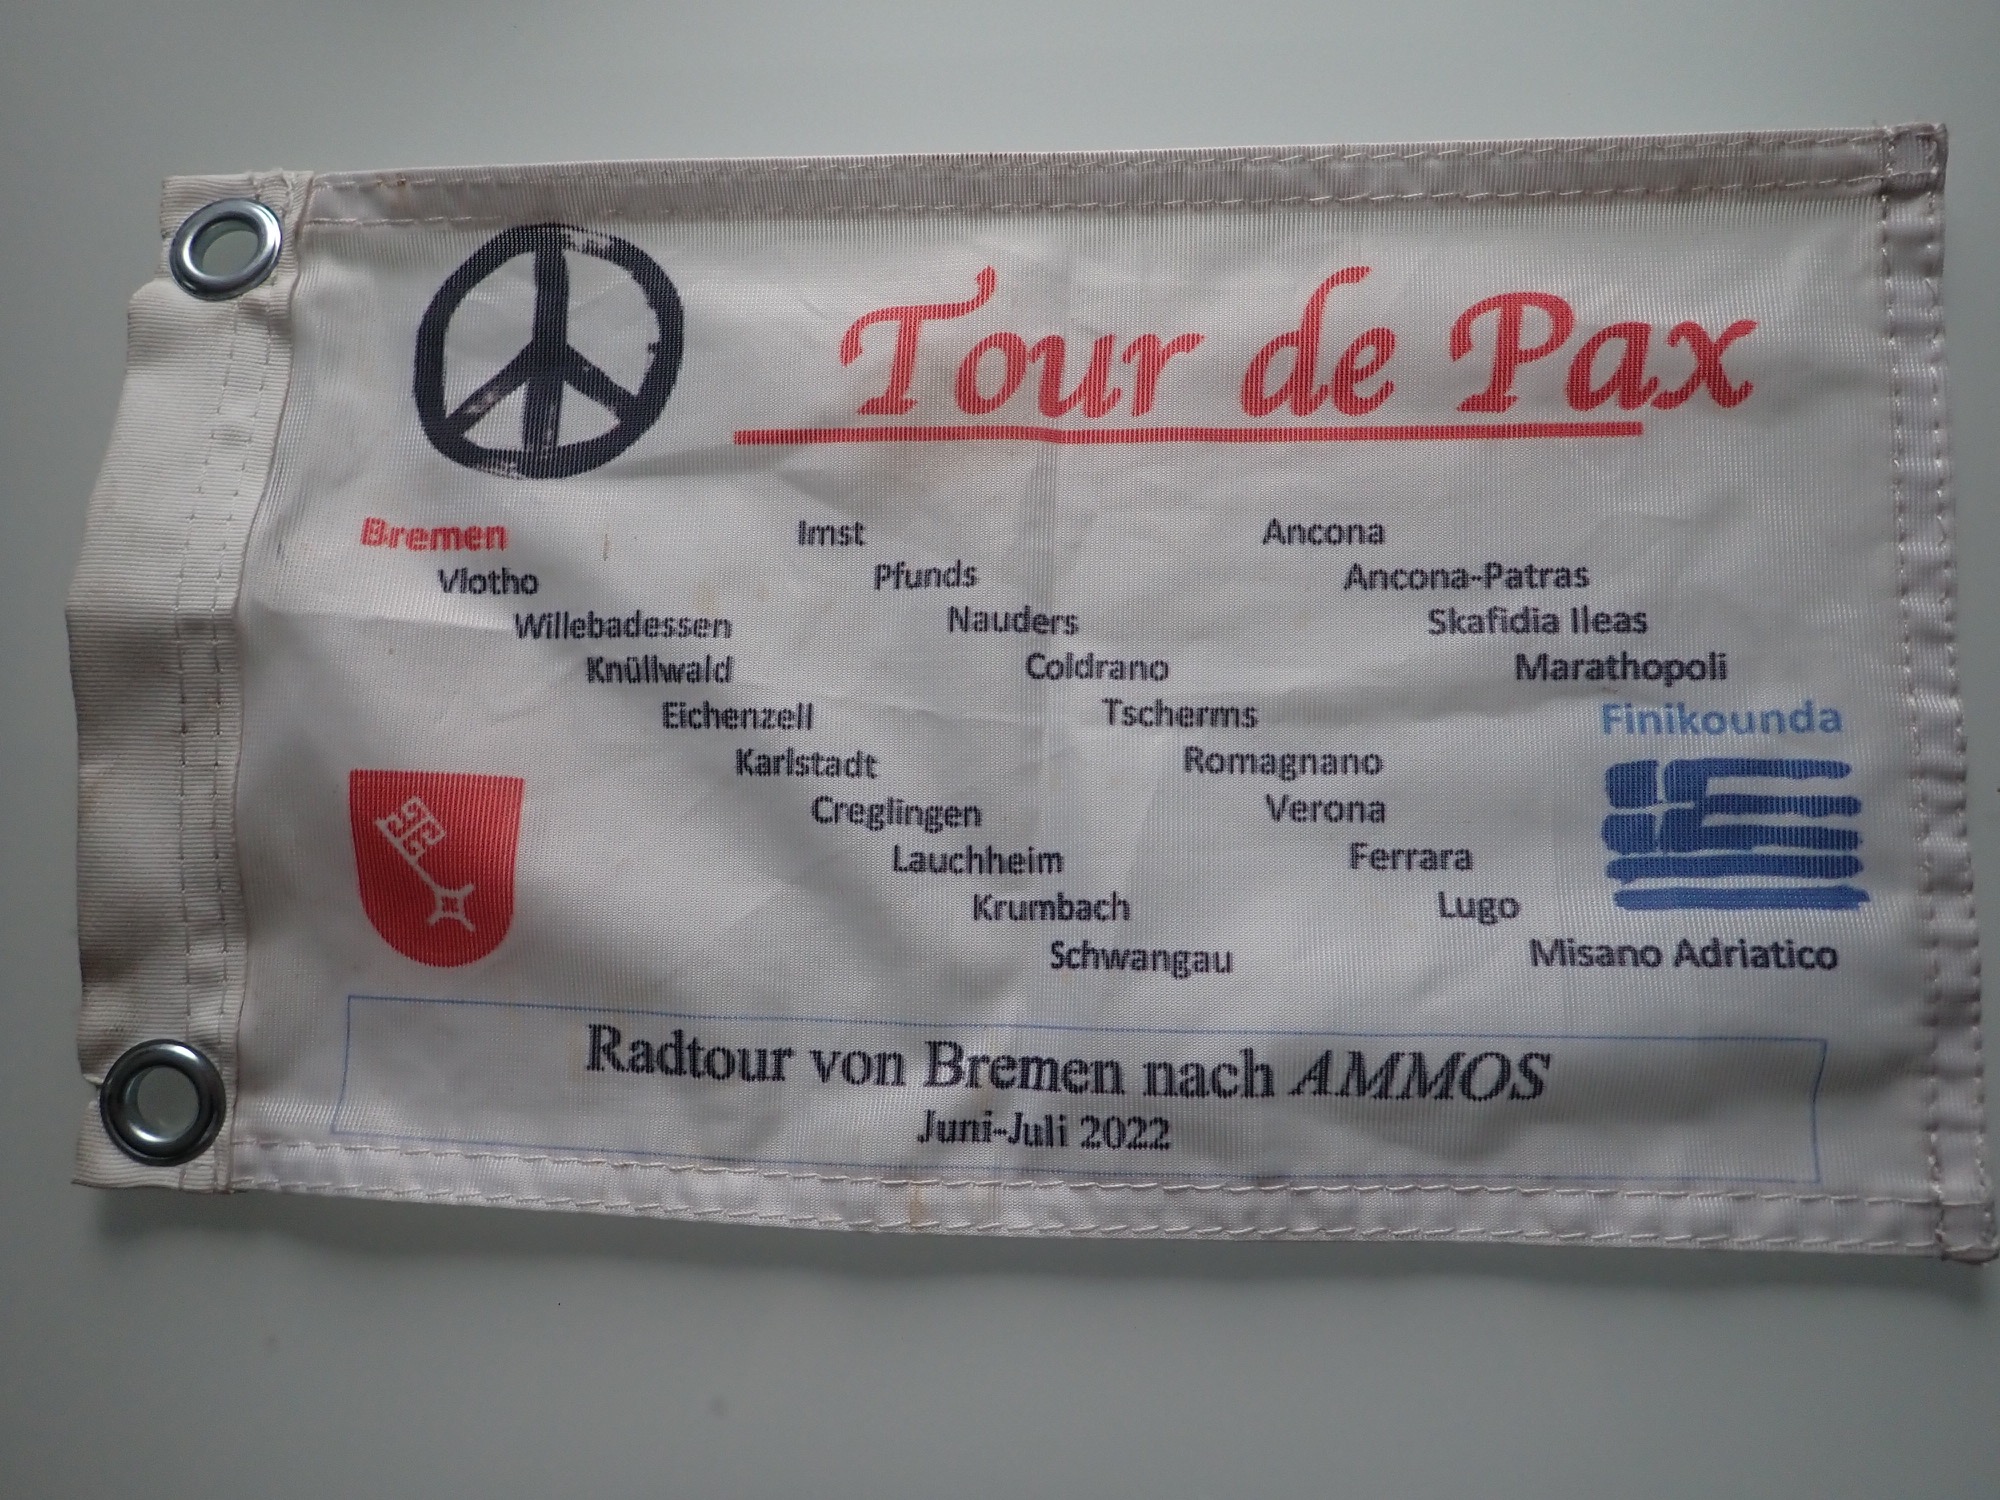 Tour de Pax
Bremen
Vlotho
Willebadessen
Knüllwald
Eichenzell
Karlstadt
Creglingen
Lauchheim
Krumbach
Schwangau
Imst
Pfunds
Nauders
Coldrano
Tscherms
Romagnano
Verona
Ferrara
Lugo
Misano Adriatico
Ancona
Ancona-Patras
Skafidia Ileas
Marathopoli
Finikounda
Radtour von Bremen nach AMMOS
Juni-Juli 2022